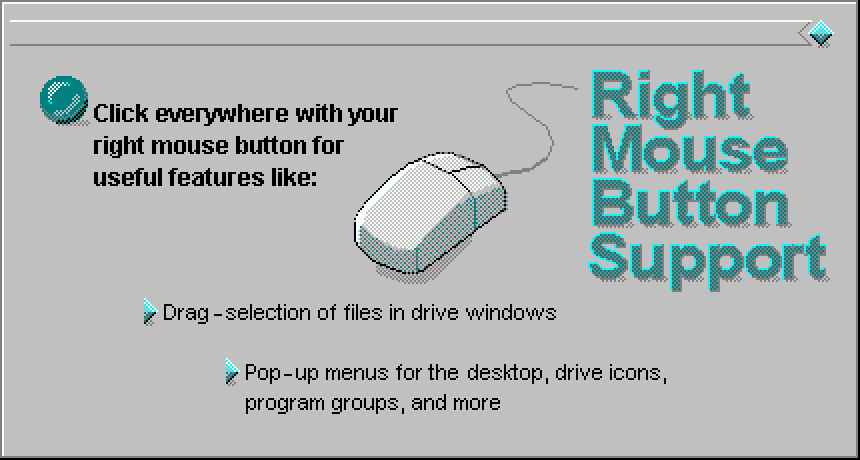 Click everywhere with your
right mouse button for
useful features like:
Right
Mouse
Button
Support
Drag-selection of files in drive windows
Pop-up menus for the desktop, drive icons,
program groups, and more